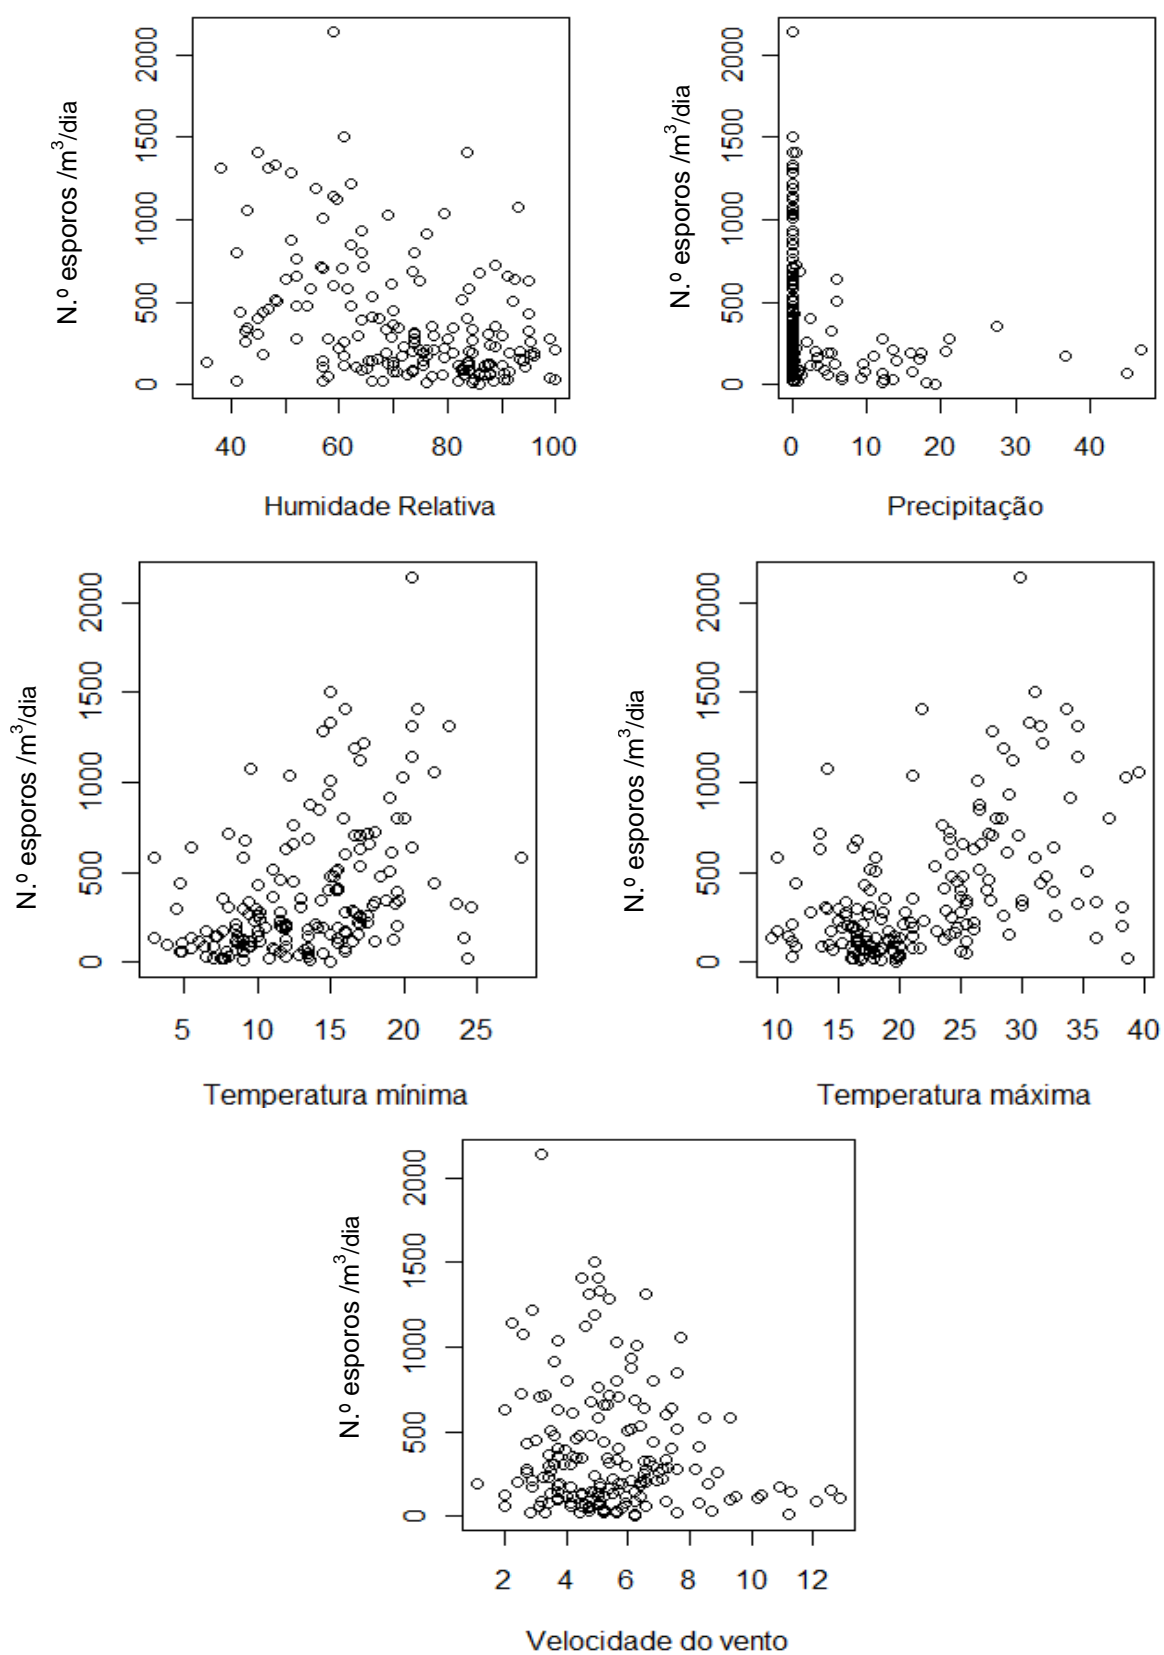 N.º esporos /m³/dia
2000
1500
1000
500
0
40 60 80 100
Humidade Relativa
N.º esporos /m³/dia
2000
1500
1000
500
0
0 10 20 30 40
Precipitação
N.º esporos /m³/dia
2000
1500
1000
500
0
5 10 15 20 25
Temperatura mínima
N.º esporos /m³/dia
2000
1500
1000
500
0
10 15 20 25 30 35 40
Temperatura máxima
N.º esporos /m³/dia
2000
1500
1000
500
0
2 4 6 8 10 12
Velocidade do vento